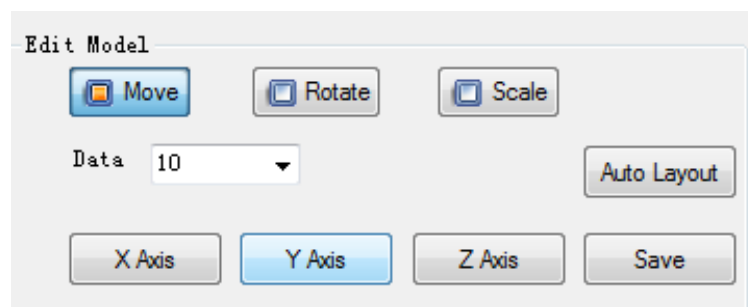 Edit Model
Move Rotate Scale
Data 10
Auto Layout
X Axis Y Axis Z Axis Save